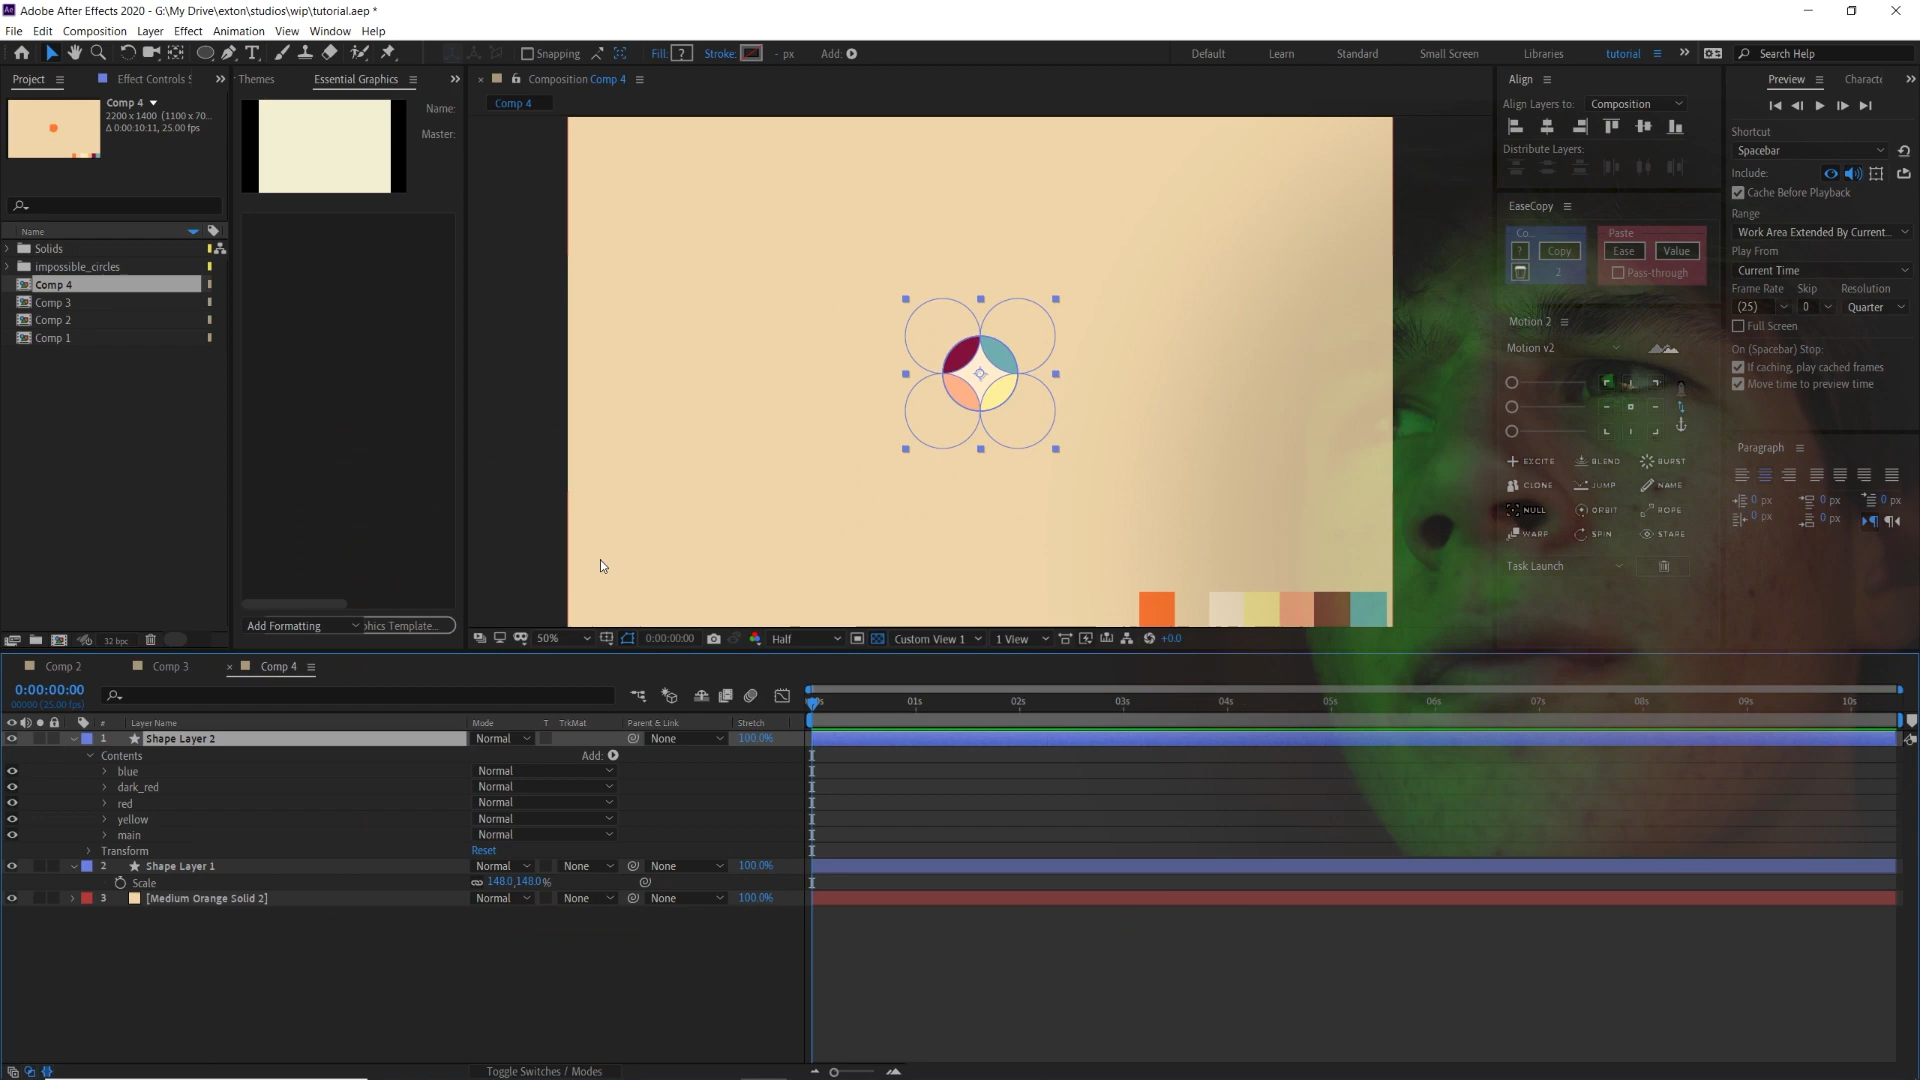 Adobe After Effects 2020 - G:\My Drive\exton\studios\wip\tutorial.aep *
File Edit Composition Layer Effect Animation View Window Help
Snapping Fill: ? Stroke: - px Add: Default Learn Standard Small Screen Libraries tutorial Search Help
Project Effect Controls Themes Essential Graphics Composition Comp 4 Align Preview Characte
Comp 4
2200 x 1400 (1100 x 70...
Δ 0:00:10:11, 25.00 fps
Name:
Master:
Comp 4
Align Layers to: Composition
Distribute Layers:
Shortcut
Spacebar
Include:
Cache Before Playback
Range
Work Area Extended By Current...
Play From
Current Time
Frame Rate Skip Resolution
(25) 0 Quarter
Full Screen
On (Spacebar) Stop:
If caching, play cached frames
Move time to preview time
EaseCopy
Co... Paste
? Copy Ease Value
2 Pass-through
Motion 2
Motion v2
EXCITE BLEND BURST
CLONE JUMP NAME
NULL ORBIT ROPE
WARP SPIN STARE
Task Launch
Paragraph
0 px 0 px 0 px
0 px 0 px
Name
Solids
impossible_circles
Comp 4
Comp 3
Comp 2
Comp 1
32 bpc
Add Formatting phics Template...
50% 0:00:00:00 Half Custom View 1 1 View +0.0
Comp 2 Comp 3 Comp 4
0:00:00:00
00000 (25.00 fps)
01s 02s 03s 04s 05s 06s 07s 08s 09s 10s
# Layer Name Mode T TrkMat Parent & Link Stretch
1 Shape Layer 2 Normal None 100.0%
Contents Add:
blue Normal
dark_red Normal
red Normal
yellow Normal
main Normal
Transform Reset
2 Shape Layer 1 Normal None None 100.0%
Scale 148.0,148.0%
3 [Medium Orange Solid 2] Normal None None 100.0%
Toggle Switches / Modes